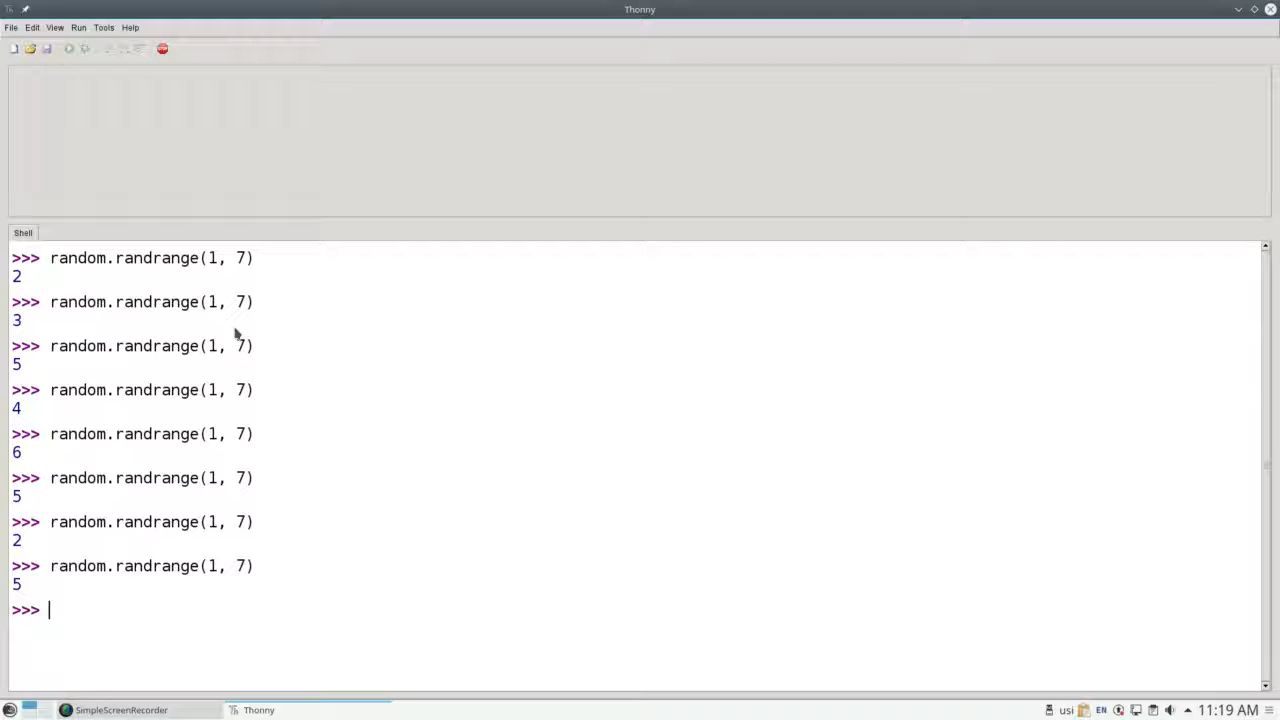 Thonny
File Edit View Run Tools Help
Shell
>>> random.randrange(1, 7)
2
>>> random.randrange(1, 7)
3
>>> random.randrange(1, 7)
5
>>> random.randrange(1, 7)
4
>>> random.randrange(1, 7)
6
>>> random.randrange(1, 7)
5
>>> random.randrange(1, 7)
2
>>> random.randrange(1, 7)
5
>>>
SimpleScreenRecorder Thonny usi EN 11:19 AM